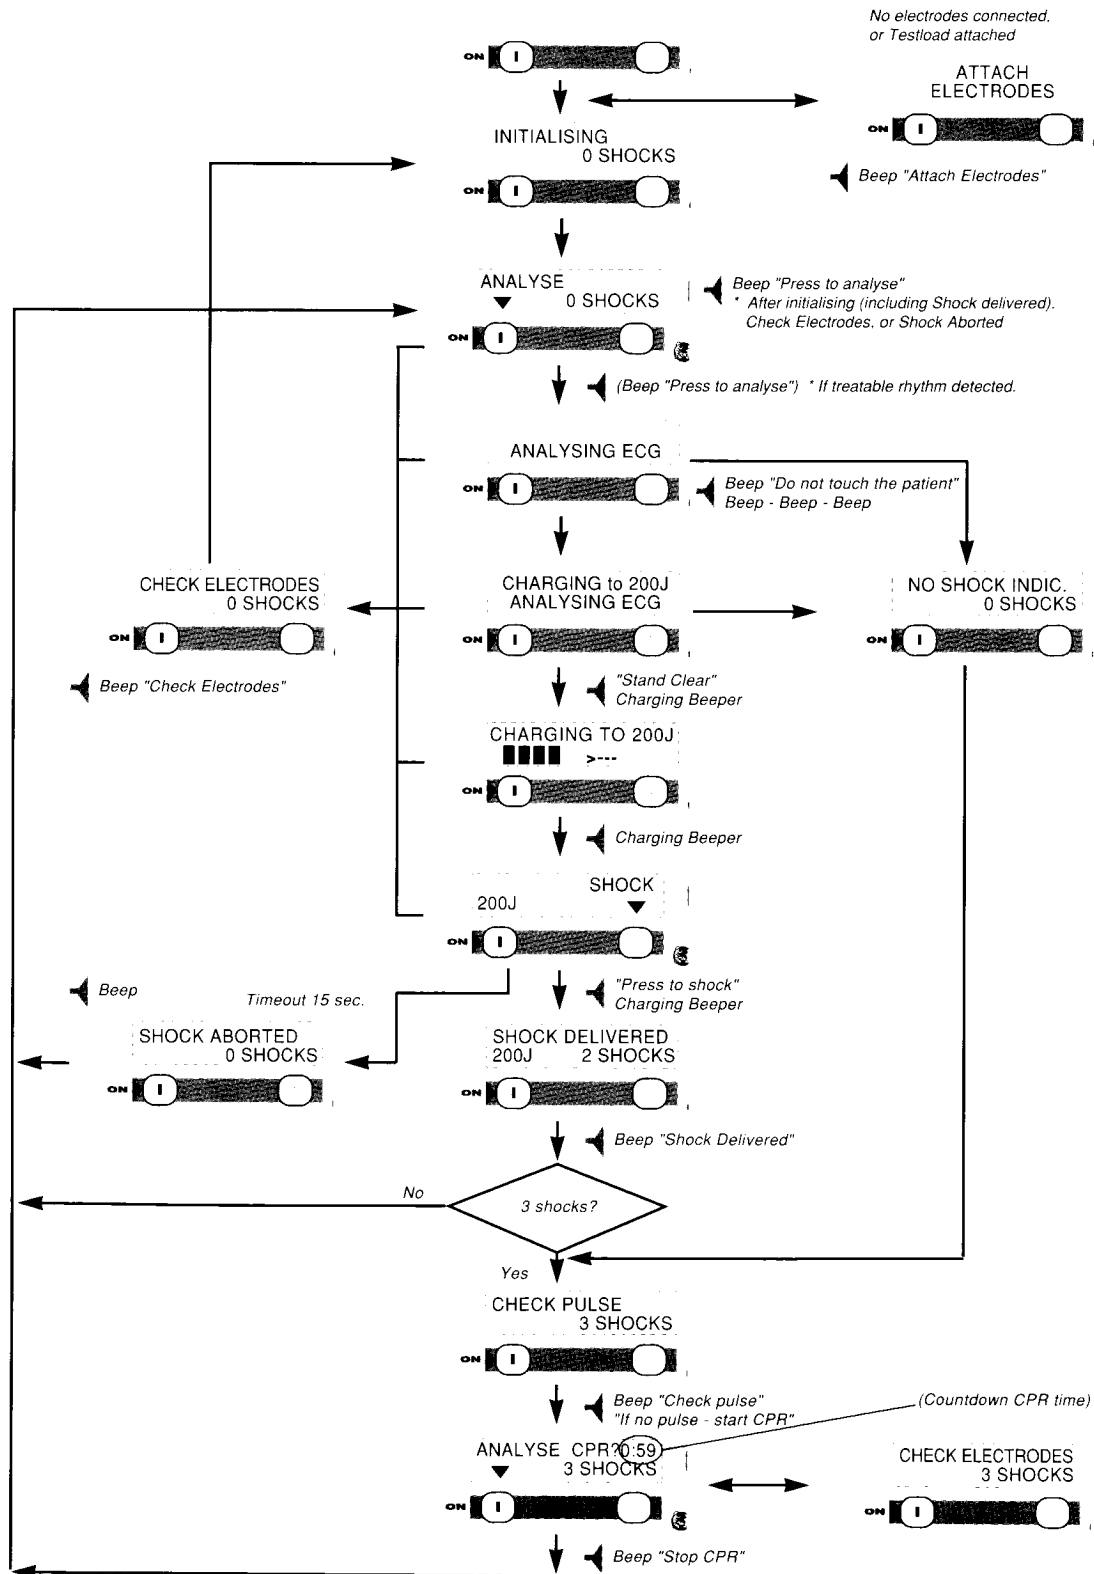 No electrodes connected.
or Testload attached
ON I
ATTACH
ELECTRODES
ON I
INITIALISING
0 SHOCKS
ON I
Beep "Attach Electrodes"
ANALYSE
0 SHOCKS
ON I
Beep "Press to analyse"
* After initialising (including Shock delivered).
Check Electrodes. or Shock Aborted
(Beep "Press to analyse") * If treatable rhythm detected.
ANALYSING ECG
ON I
Beep "Do not touch the patient"
Beep - Beep - Beep
CHECK ELECTRODES
0 SHOCKS
ON I
Beep "Check Electrodes"
CHARGING to 200J
ANALYSING ECG
ON I
NO SHOCK INDIC.
0 SHOCKS
ON I
"Stand Clear"
Charging Beeper
CHARGING TO 200J
>---
ON I
Charging Beeper
SHOCK
200J
ON I
Beep
Timeout 15 sec.
"Press to shock"
Charging Beeper
SHOCK ABORTED
0 SHOCKS
ON I
SHOCK DELIVERED
200J 2 SHOCKS
ON I
Beep "Shock Delivered"
No
3 shocks?
Yes
CHECK PULSE
3 SHOCKS
ON I
Beep "Check pulse"
"If no pulse - start CPR"
(Countdown CPR time)
ANALYSE CPR?0:59
3 SHOCKS
ON I
CHECK ELECTRODES
3 SHOCKS
ON I
Beep "Stop CPR"